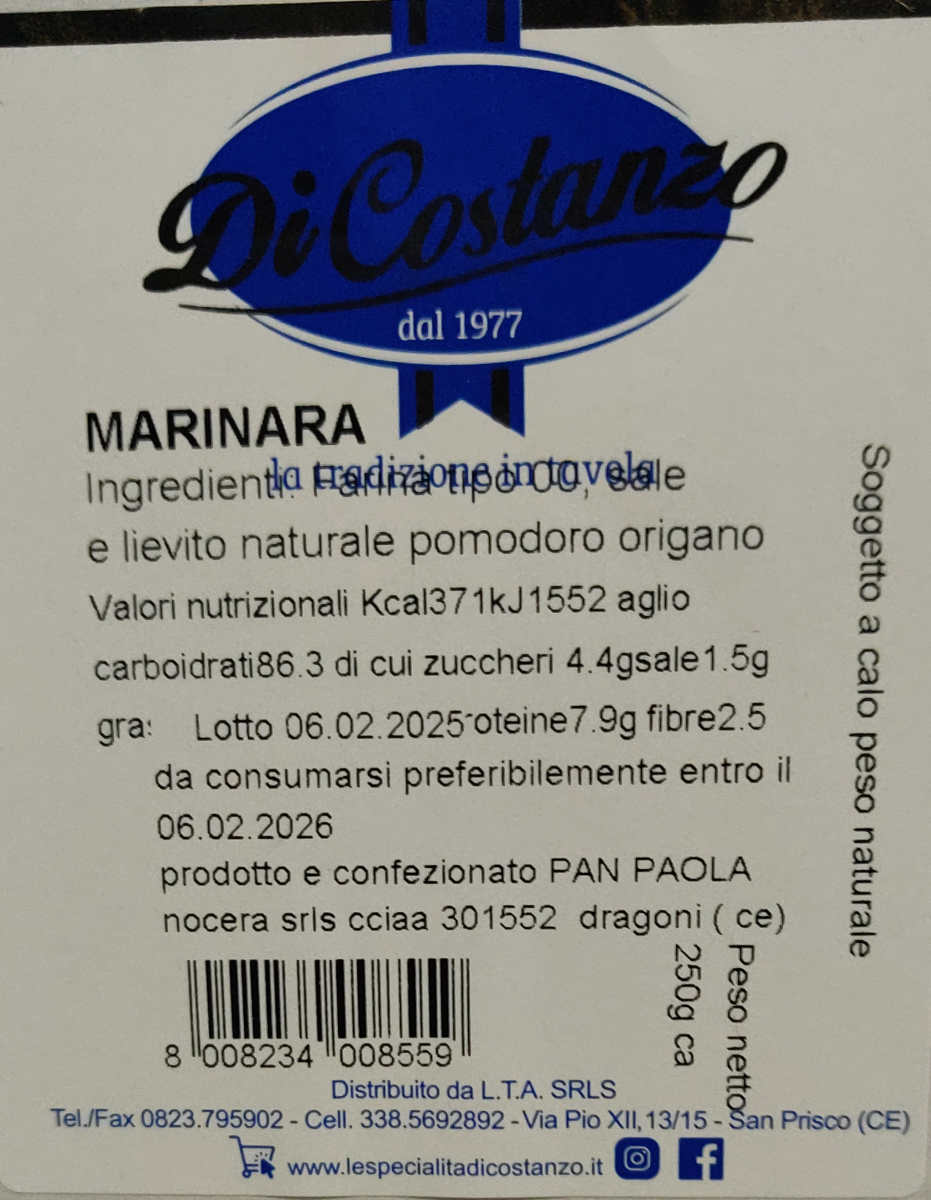 Di Costanzo
dal 1977
MARINARA
la tradizione in tavola
Ingredienti: Farina tipo 00, sale
e lievito naturale pomodoro origano
Valori nutrizionali Kcal371kJ1552 aglio
carboidrati86.3 di cui zuccheri 4.4gsale1.5g
gra: Lotto 06.02.2025 oteine7.9g fibre2.5
da consumarsi preferibilemente entro il
06.02.2026
prodotto e confezionato PAN PAOLA
nocera srls cciaa 301552 dragoni ( ce)
Soggetto a calo peso naturale
Peso netto
250g ca
8 008234 008559
Distribuito da L.T.A. SRLS
Tel./Fax 0823.795902 - Cell. 338.5692892 - Via Pio XII, 13/15 - San Prisco (CE)
www.lespecialitadicostanzo.it